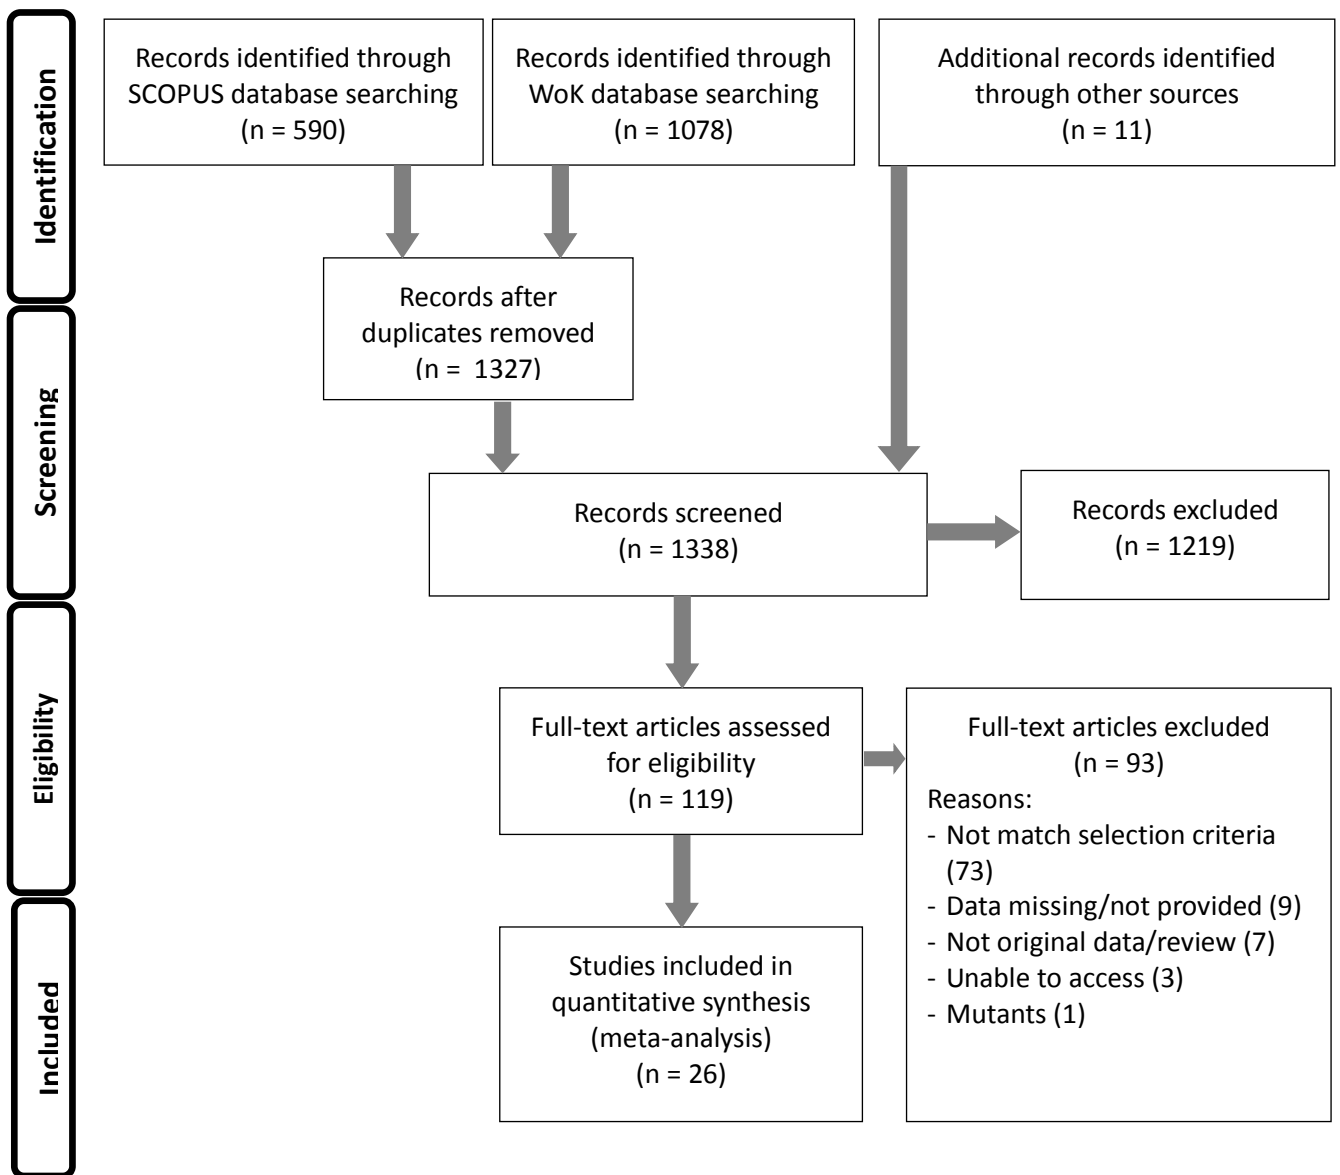 Identification
Records identified through
SCOPUS database searching
(n = 590)
Records identified through
WoK database searching
(n = 1078)
Additional records identified
through other sources
(n = 11)
Records after
duplicates removed
(n =  1327)
Screening
Records screened
(n = 1338)
Records excluded
(n = 1219)
Eligibility
Full-text articles assessed
for eligibility
(n = 119)
Full-text articles excluded
(n = 93)
Reasons:
- Not match selection criteria
(73)
- Data missing/not provided (9)
- Not original data/review (7)
- Unable to access (3)
- Mutants (1)
Included
Studies included in
quantitative synthesis
(meta-analysis)
(n = 26)